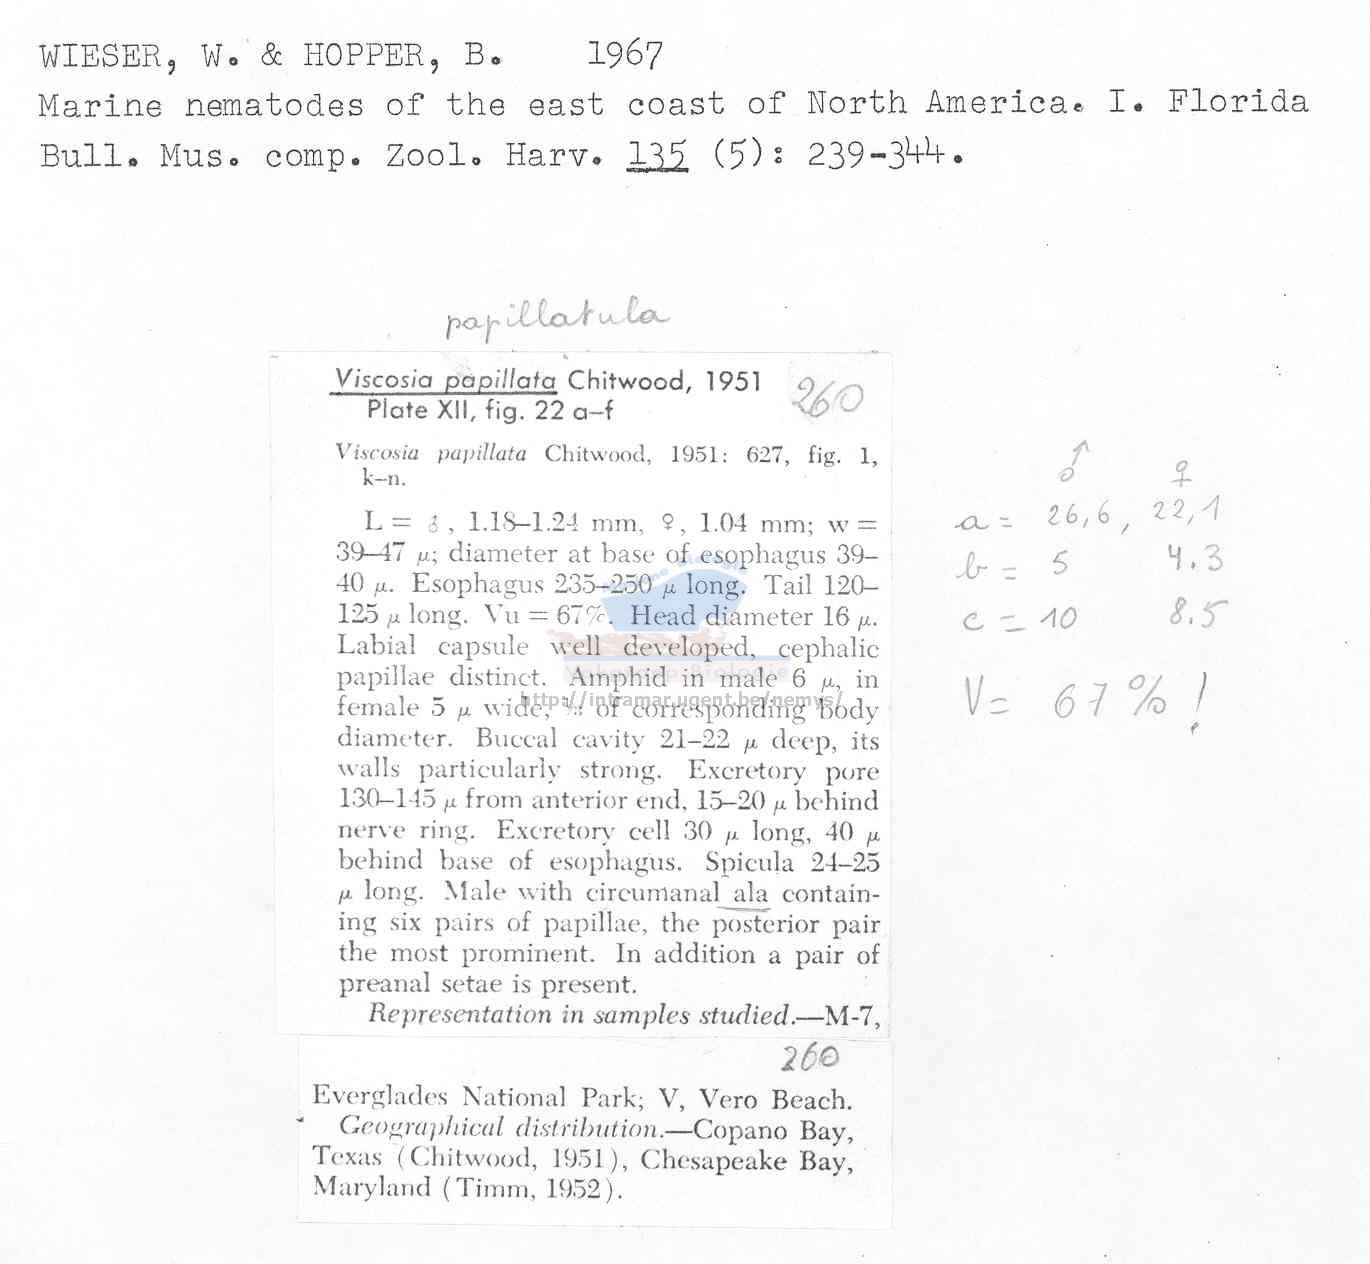 WIESER, W. & HOPPER, B. 1967
Marine nematodes of the east coast of North America. I. Florida
Bull. Mus. comp. Zool. Harv. 135 (5): 239-344.
papillatula
Viscosia papillata Chitwood, 1951
260
Plate XII, fig. 22 a–f
Viscosia papillata Chitwood, 1951: 627, fig. 1,
k–n.
L = ♂, 1.18–1.24 mm, ♀, 1.04 mm; w =
39–47 μ; diameter at base of esophagus 39–
40 μ. Esophagus 235–250 μ long. Tail 120–
125 μ long. Vu = 67%. Head diameter 16 μ.
Labial capsule well developed, cephalic
papillae distinct. Amphid in male 6 μ, in
female 5 μ wide, of corresponding body
diameter. Buccal cavity 21–22 μ deep, its
walls particularly strong. Excretory pore
130–145 μ from anterior end, 15–20 μ behind
nerve ring. Excretory cell 30 μ long, 40 μ
behind base of esophagus. Spicula 24–25
μ long. Male with circumanal ala contain-
ing six pairs of papillae, the posterior pair
the most prominent. In addition a pair of
preanal setae is present.
Representation in samples studied.—M-7,
260
Everglades National Park; V, Vero Beach.
Geographical distribution.—Copano Bay,
Texas (Chitwood, 1951), Chesapeake Bay,
Maryland (Timm, 1952).
♂ ♀
a = 26,6, 22,1
b = 5 4.3
c = 10 8.5
V = 67% !
Vakgroep Biologie
http://intramar.ugent.be/nemys/